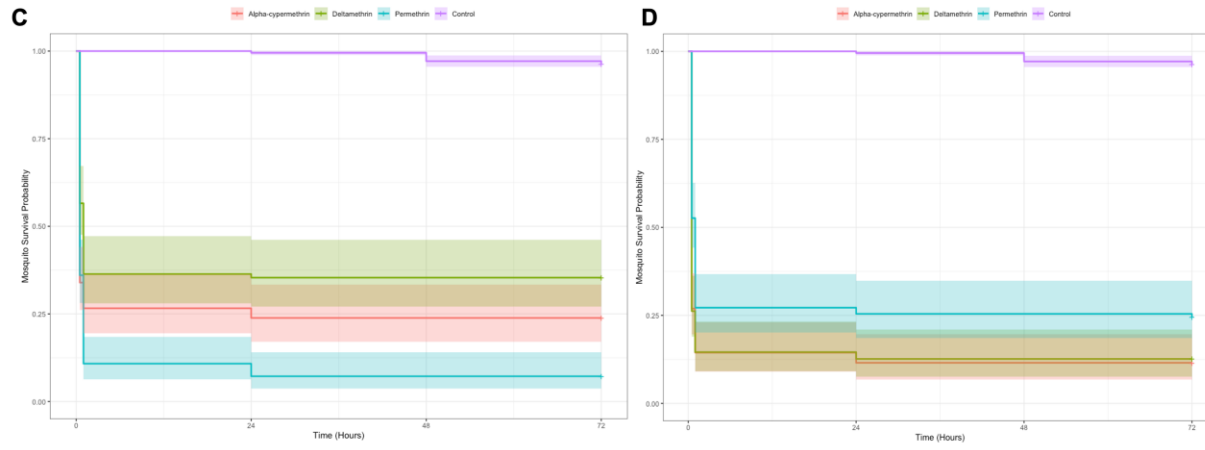 C
Alpha-cypermethrin Deltamethrin Permethrin Control
Mosquito Survival Probability
1.00
0.75
0.50
0.25
0.00
0 24 48 72
Time (Hours)
D
Alpha-cypermethrin Deltamethrin Permethrin Control
Mosquito Survival Probability
1.00
0.75
0.50
0.25
0.00
0 24 48 72
Time (Hours)